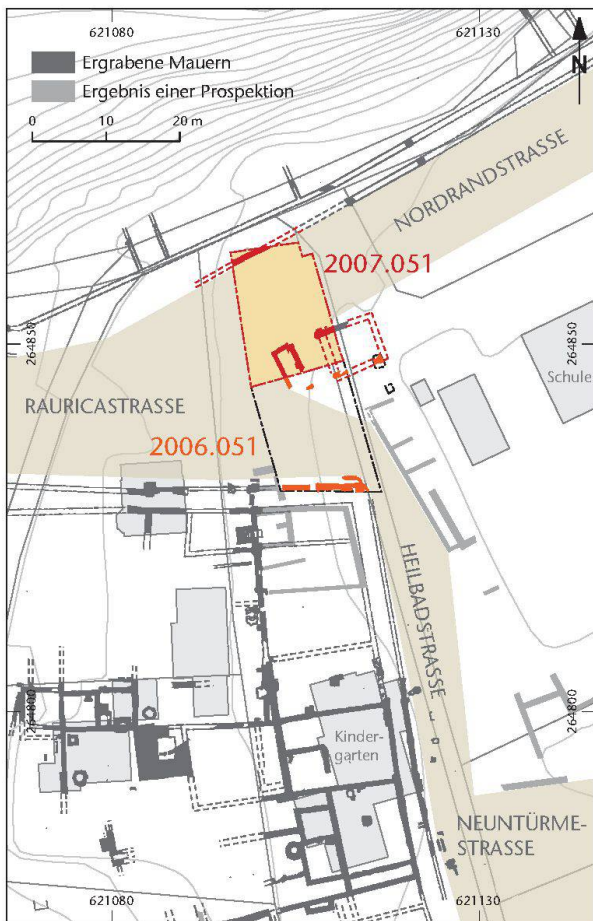 621080
621130
Ergrabene Mauern
Ergebnis einer Prospektion
0 10 20 m
N
NORDRANDSTRASSE
2007.051
264850
264850
Schule
RAURICASTRASSE
2006.051
HEILBADSTRASSE
264800
264800
Kinder-
garten
NEUNTÜRME-
STRASSE
621080
621130